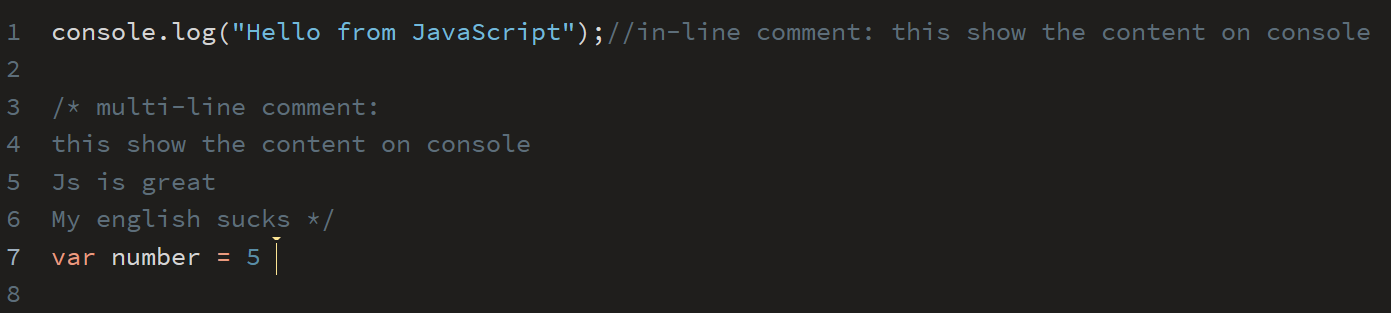 1 console.log("Hello from JavaScript");//in-line comment: this show the content on console
2
3 /* multi-line comment:
4 this show the content on console
5 Js is great
6 My english sucks */
7 var number = 5
8